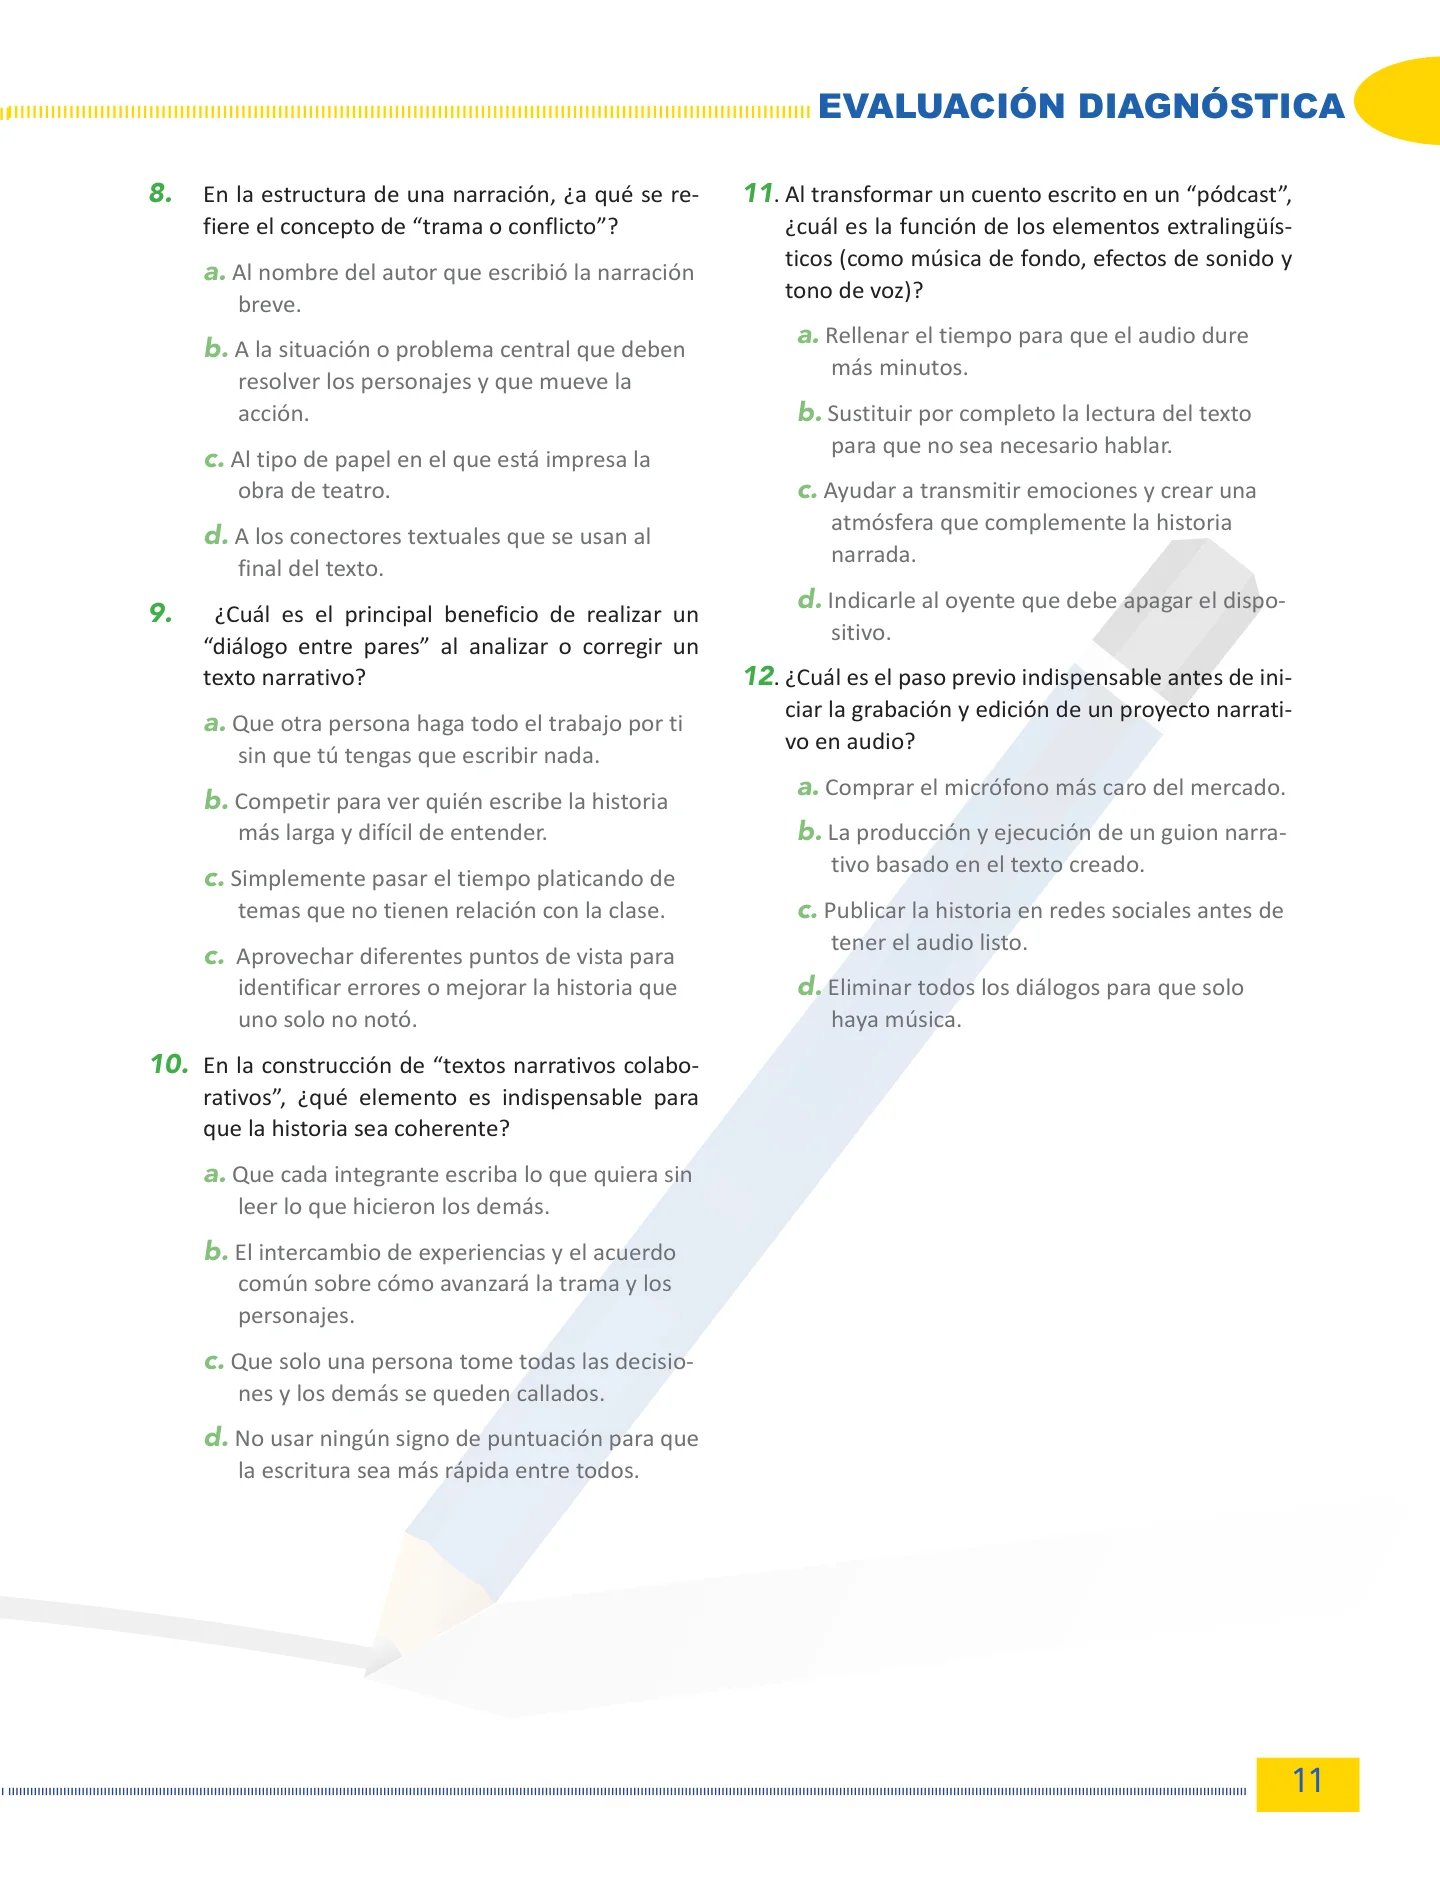 EVALUACIÓN DIAGNÓSTICA
8. En la estructura de una narración, ¿a qué se re-
fiere el concepto de “trama o conflicto”?
a. Al nombre del autor que escribió la narración
breve.
b. A la situación o problema central que deben
resolver los personajes y que mueve la
acción.
c. Al tipo de papel en el que está impresa la
obra de teatro.
d. A los conectores textuales que se usan al
final del texto.
9. ¿Cuál es el principal beneficio de realizar un
“diálogo entre pares” al analizar o corregir un
texto narrativo?
a. Que otra persona haga todo el trabajo por ti
sin que tú tengas que escribir nada.
b. Competir para ver quién escribe la historia
más larga y difícil de entender.
c. Simplemente pasar el tiempo platicando de
temas que no tienen relación con la clase.
c. Aprovechar diferentes puntos de vista para
identificar errores o mejorar la historia que
uno solo no notó.
10. En la construcción de “textos narrativos colabo-
rativos”, ¿qué elemento es indispensable para
que la historia sea coherente?
a. Que cada integrante escriba lo que quiera sin
leer lo que hicieron los demás.
b. El intercambio de experiencias y el acuerdo
común sobre cómo avanzará la trama y los
personajes.
c. Que solo una persona tome todas las decisio-
nes y los demás se queden callados.
d. No usar ningún signo de puntuación para que
la escritura sea más rápida entre todos.
11. Al transformar un cuento escrito en un “pódcast”,
¿cuál es la función de los elementos extralingüís-
ticos (como música de fondo, efectos de sonido y
tono de voz)?
a. Rellenar el tiempo para que el audio dure
más minutos.
b. Sustituir por completo la lectura del texto
para que no sea necesario hablar.
c. Ayudar a transmitir emociones y crear una
atmósfera que complemente la historia
narrada.
d. Indicarle al oyente que debe apagar el dispo-
sitivo.
12. ¿Cuál es el paso previo indispensable antes de ini-
ciar la grabación y edición de un proyecto narrati-
vo en audio?
a. Comprar el micrófono más caro del mercado.
b. La producción y ejecución de un guion narra-
tivo basado en el texto creado.
c. Publicar la historia en redes sociales antes de
tener el audio listo.
d. Eliminar todos los diálogos para que solo
haya música.
11